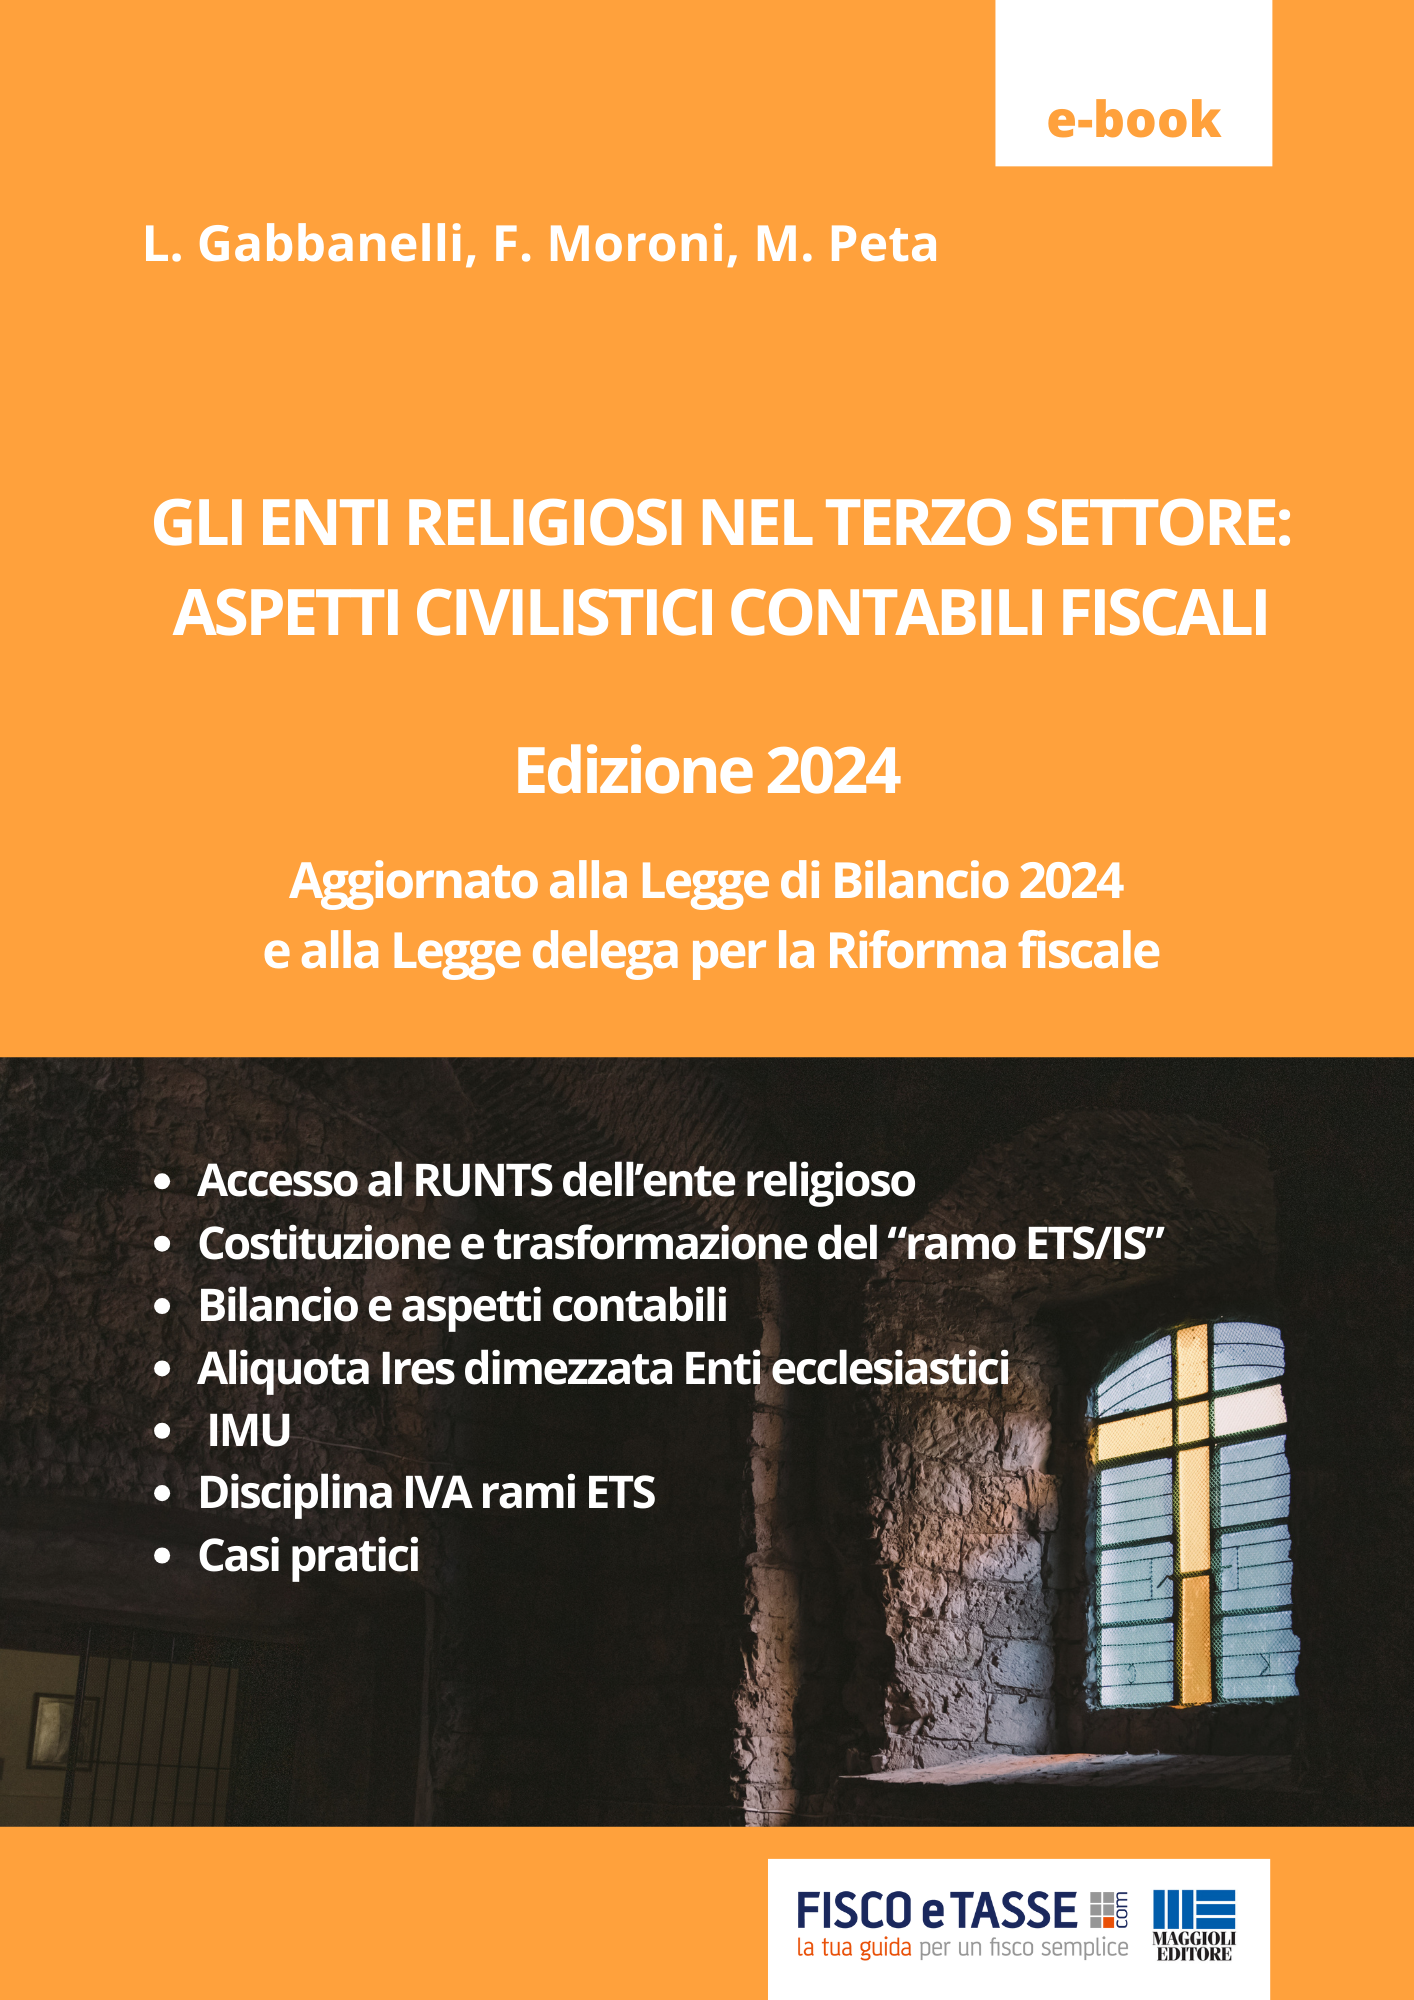 e-book
L. Gabbanelli, F. Moroni, M. Peta
GLI ENTI RELIGIOSI NEL TERZO SETTORE:
ASPETTI CIVILISTICI CONTABILI FISCALI
Edizione 2024
Aggiornato alla Legge di Bilancio 2024
e alla Legge delega per la Riforma fiscale
• Accesso al RUNTS dell’ente religioso
• Costituzione e trasformazione del “ramo ETS/IS”
• Bilancio e aspetti contabili
• Aliquota Ires dimezzata Enti ecclesiastici
• IMU
• Disciplina IVA rami ETS
• Casi pratici
FISCO e TASSE .com
la tua guida per un fisco semplice
MAGGIOLI
EDITORE